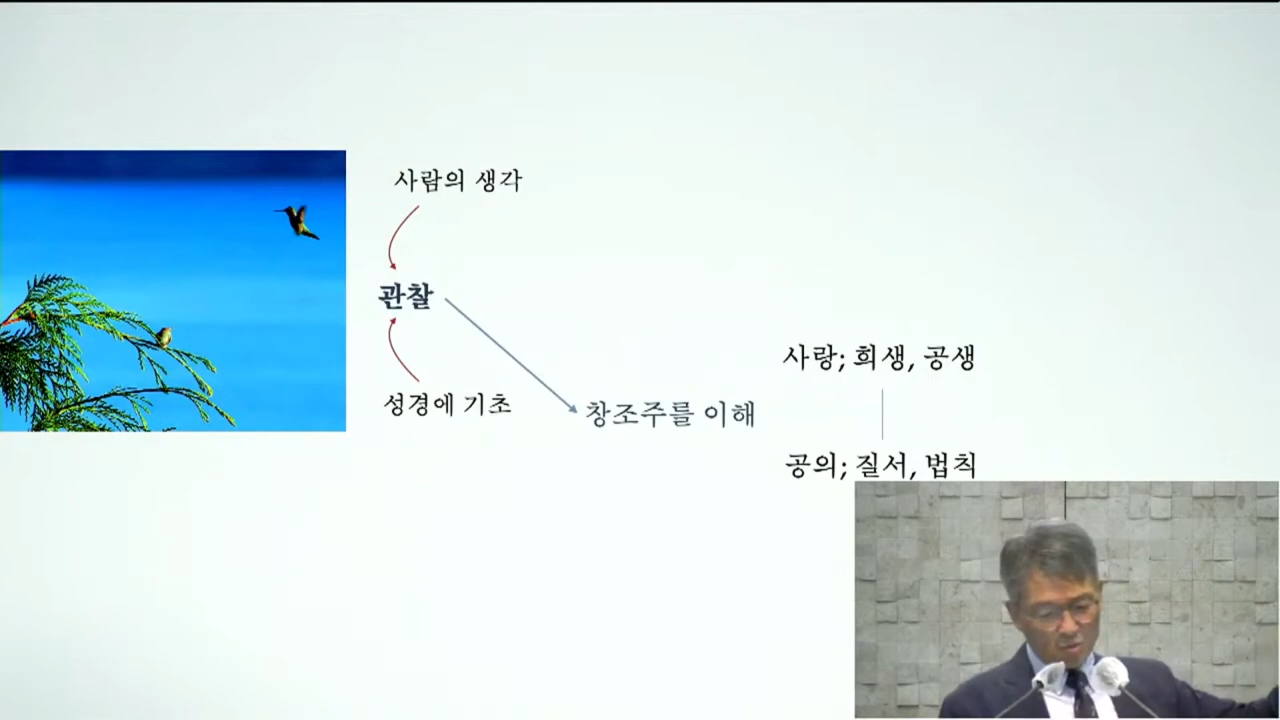 사람의 생각
관찰
성경에 기초
창조주를 이해
사랑; 희생, 공생
공의; 질서, 법칙